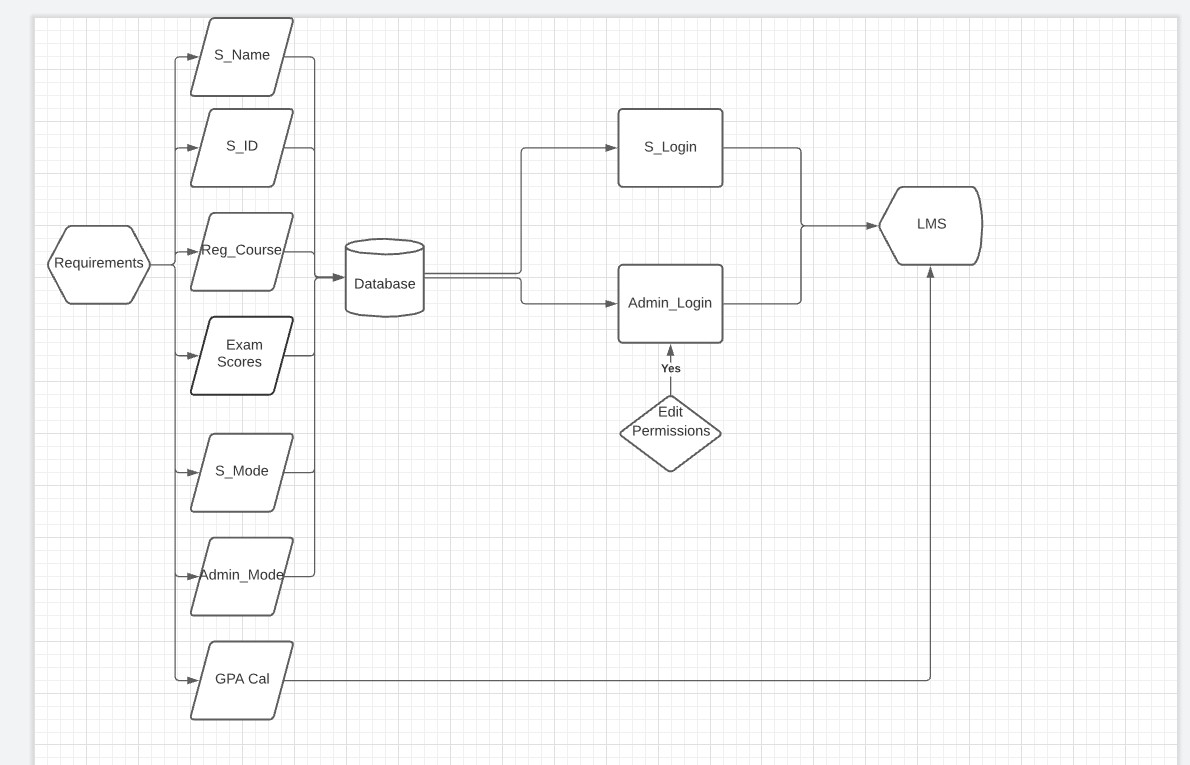 S_Name
S_ID
Reg_Course
Requirements
Exam
Scores
S_Mode
Admin_Mode
GPA Cal
Database
S_Login
Admin_Login
Yes
Edit
Permissions
LMS